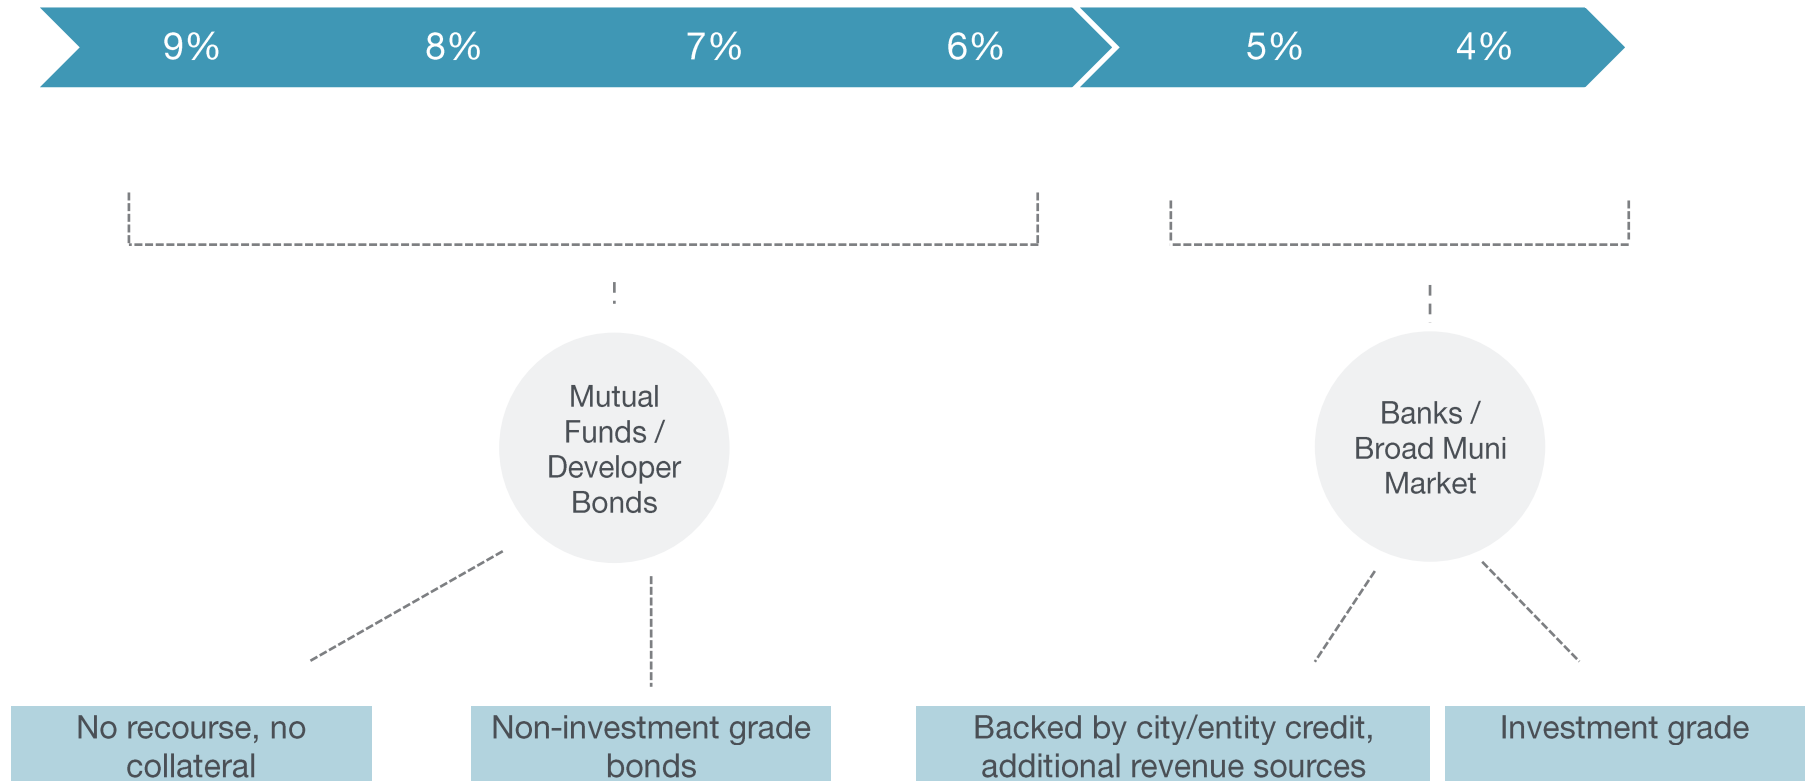 9% 8% 7% 6% 5% 4%
Mutual
Funds /
Developer
Bonds
Banks /
Broad Muni
Market
No recourse, no
collateral
Non-investment grade
bonds
Backed by city/entity credit,
additional revenue sources
Investment grade